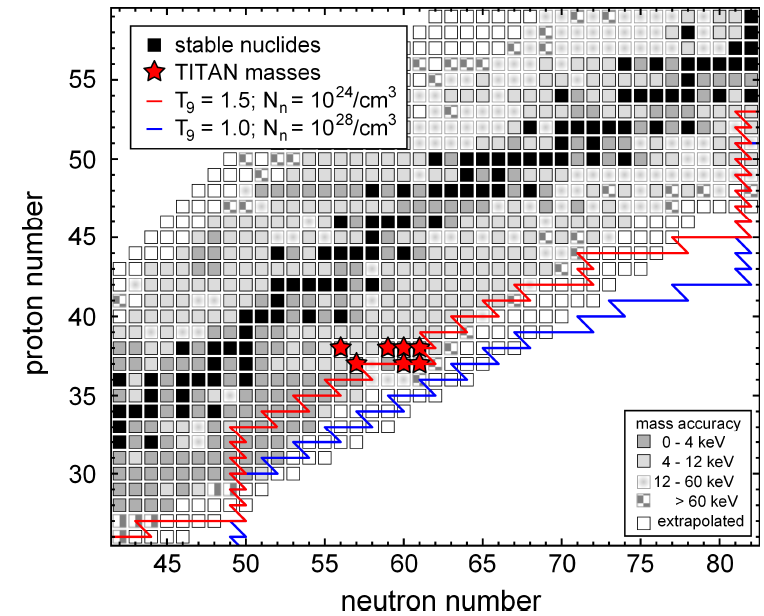 stable nuclides
TITAN masses
T₉ = 1.5; Nₙ = 10²⁴/cm³
T₉ = 1.0; Nₙ = 10²⁸/cm³
55
50
45
40
35
30
proton number
mass accuracy
0 - 4 keV
4 - 12 keV
12 - 60 keV
> 60 keV
extrapolated
45 50 55 60 65 70 75 80
neutron number